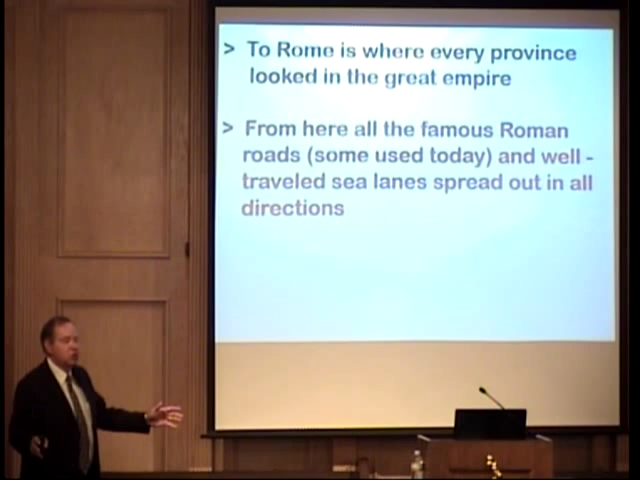 > To Rome is where every province
looked in the great empire
> From here all the famous Roman
roads (some used today) and well -
traveled sea lanes spread out in all
directions